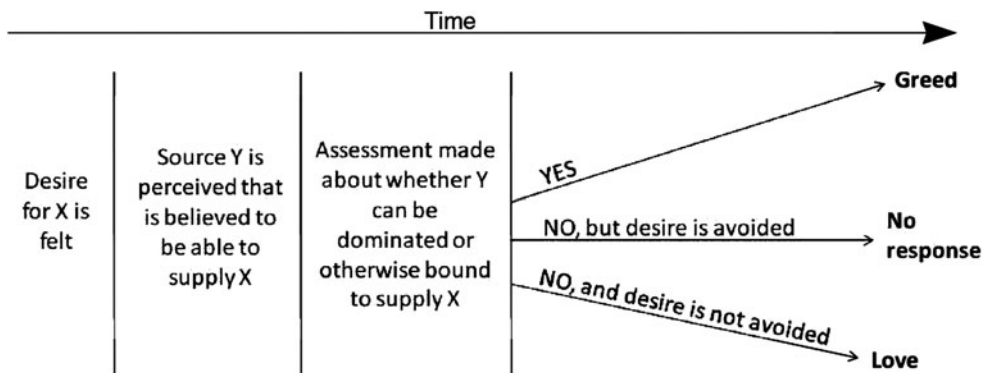 Time
Desire
for X is
felt
Source Y is
perceived that
is believed to
be able to
supply X
Assessment made
about whether Y
can be
dominated or
otherwise bound
to supply X
YES
Greed
NO, but desire is avoided
No
response
NO, and desire is not avoided
Love